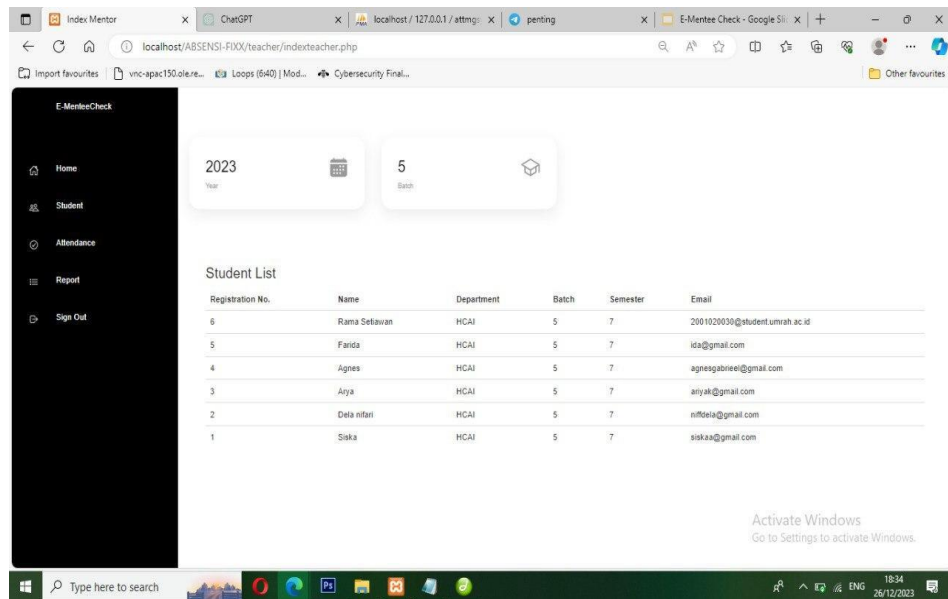 Index Mentor
ChatGPT
localhost / 127.0.0.1 / attmgs
penting
E-Mentee Check - Google Sli
localhost/ABSENSI-FIXX/teacher/indexteacher.php
Import favourites
vnc-apac150.ole.re...
Loops (6:40) | Mod...
Cybersecurity Final...
Other favourites
E-MenteeCheck
Home
Student
Attendance
Report
Sign Out
2023
Year
5
Batch
Student List
Registration No. Name Department Batch Semester Email
6 Rama Setiawan HCAI 5 7 2001020030@student.umrah.ac.id
5 Farida HCAI 5 7 ida@gmail.com
4 Agnes HCAI 5 7 agnesgabrieel@gmail.com
3 Arya HCAI 5 7 ariyak@gmail.com
2 Dela nifari HCAI 5 7 niffdela@gmail.com
1 Siska HCAI 5 7 siskaa@gmail.com
Activate Windows
Go to Settings to activate Windows.
Type here to search
Ps
ENG
18:34
26/12/2023